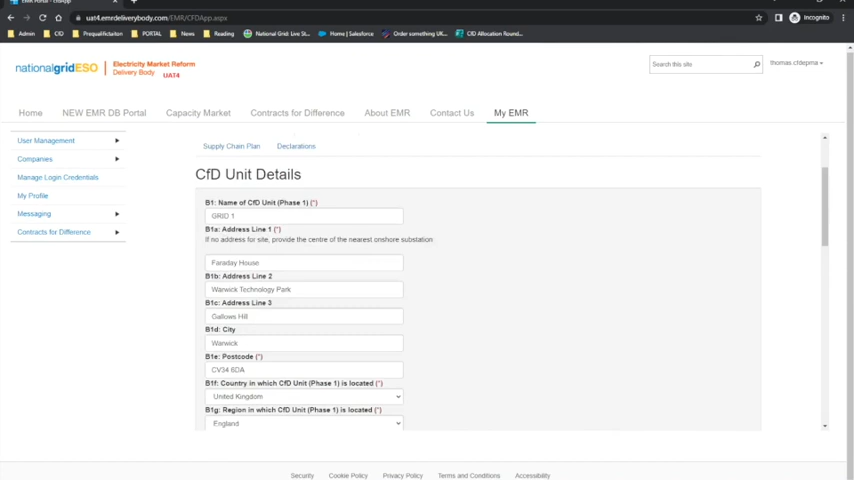 EMR Portal - CfdApp
uat4.emrdeliverybody.com/EMR/CFDApp.aspx
Incognito
Admin
CfD
PORTAL
News
Reading
National Grid: Live St...
Home | Salesforce
Order something UK...
CfD Allocation Round...
nationalgridESO
Electricity Market Reform
Delivery Body UAT4
Search this site
thomas.cfdepma
Home
NEW EMR DB Portal
Capacity Market
Contracts for Difference
About EMR
Contact Us
My EMR
User Management
Companies
Manage Login Credentials
My Profile
Messaging
Contracts for Difference
Supply Chain Plan
Declarations
CfD Unit Details
B1: Name of CfD Unit (Phase 1) (*)
GRID 1
B1a: Address Line 1 (*)
If no address for site, provide the centre of the nearest onshore substation
Faraday House
B1b: Address Line 2
Warwick Technology Park
B1c: Address Line 3
Gallows Hill
B1d: City
Warwick
B1e: Postcode (*)
CV34 6DA
B1f: Country in which CfD Unit (Phase 1) is located (*)
United Kingdom
B1g: Region in which CfD Unit (Phase 1) is located (*)
England
Security
Cookie Policy
Privacy Policy
Terms and Conditions
Accessibility